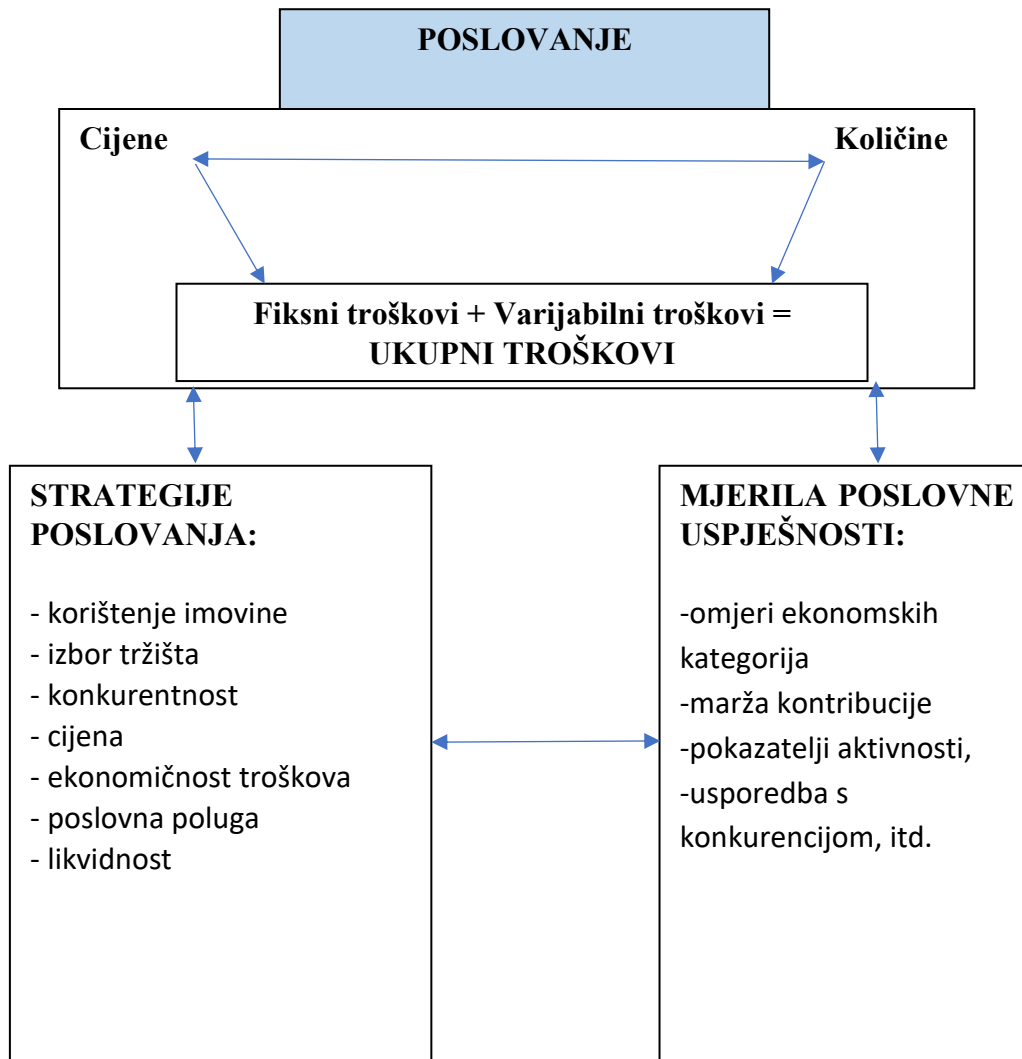 POSLOVANJE
Cijene
Količine
Fiksni troškovi + Varijabilni troškovi =
UKUPNI TROŠKOVI
STRATEGIJE
POSLOVANJA:
- korištenje imovine
- izbor tržišta
- konkurentnost
- cijena
- ekonomičnost troškova
- poslovna poluga
- likvidnost
MJERILA POSLOVNE
USPJEŠNOSTI:
-omjeri ekonomskih
kategorija
-marža kontribucije
-pokazatelji aktivnosti,
-usporedba s
konkurencijom, itd.